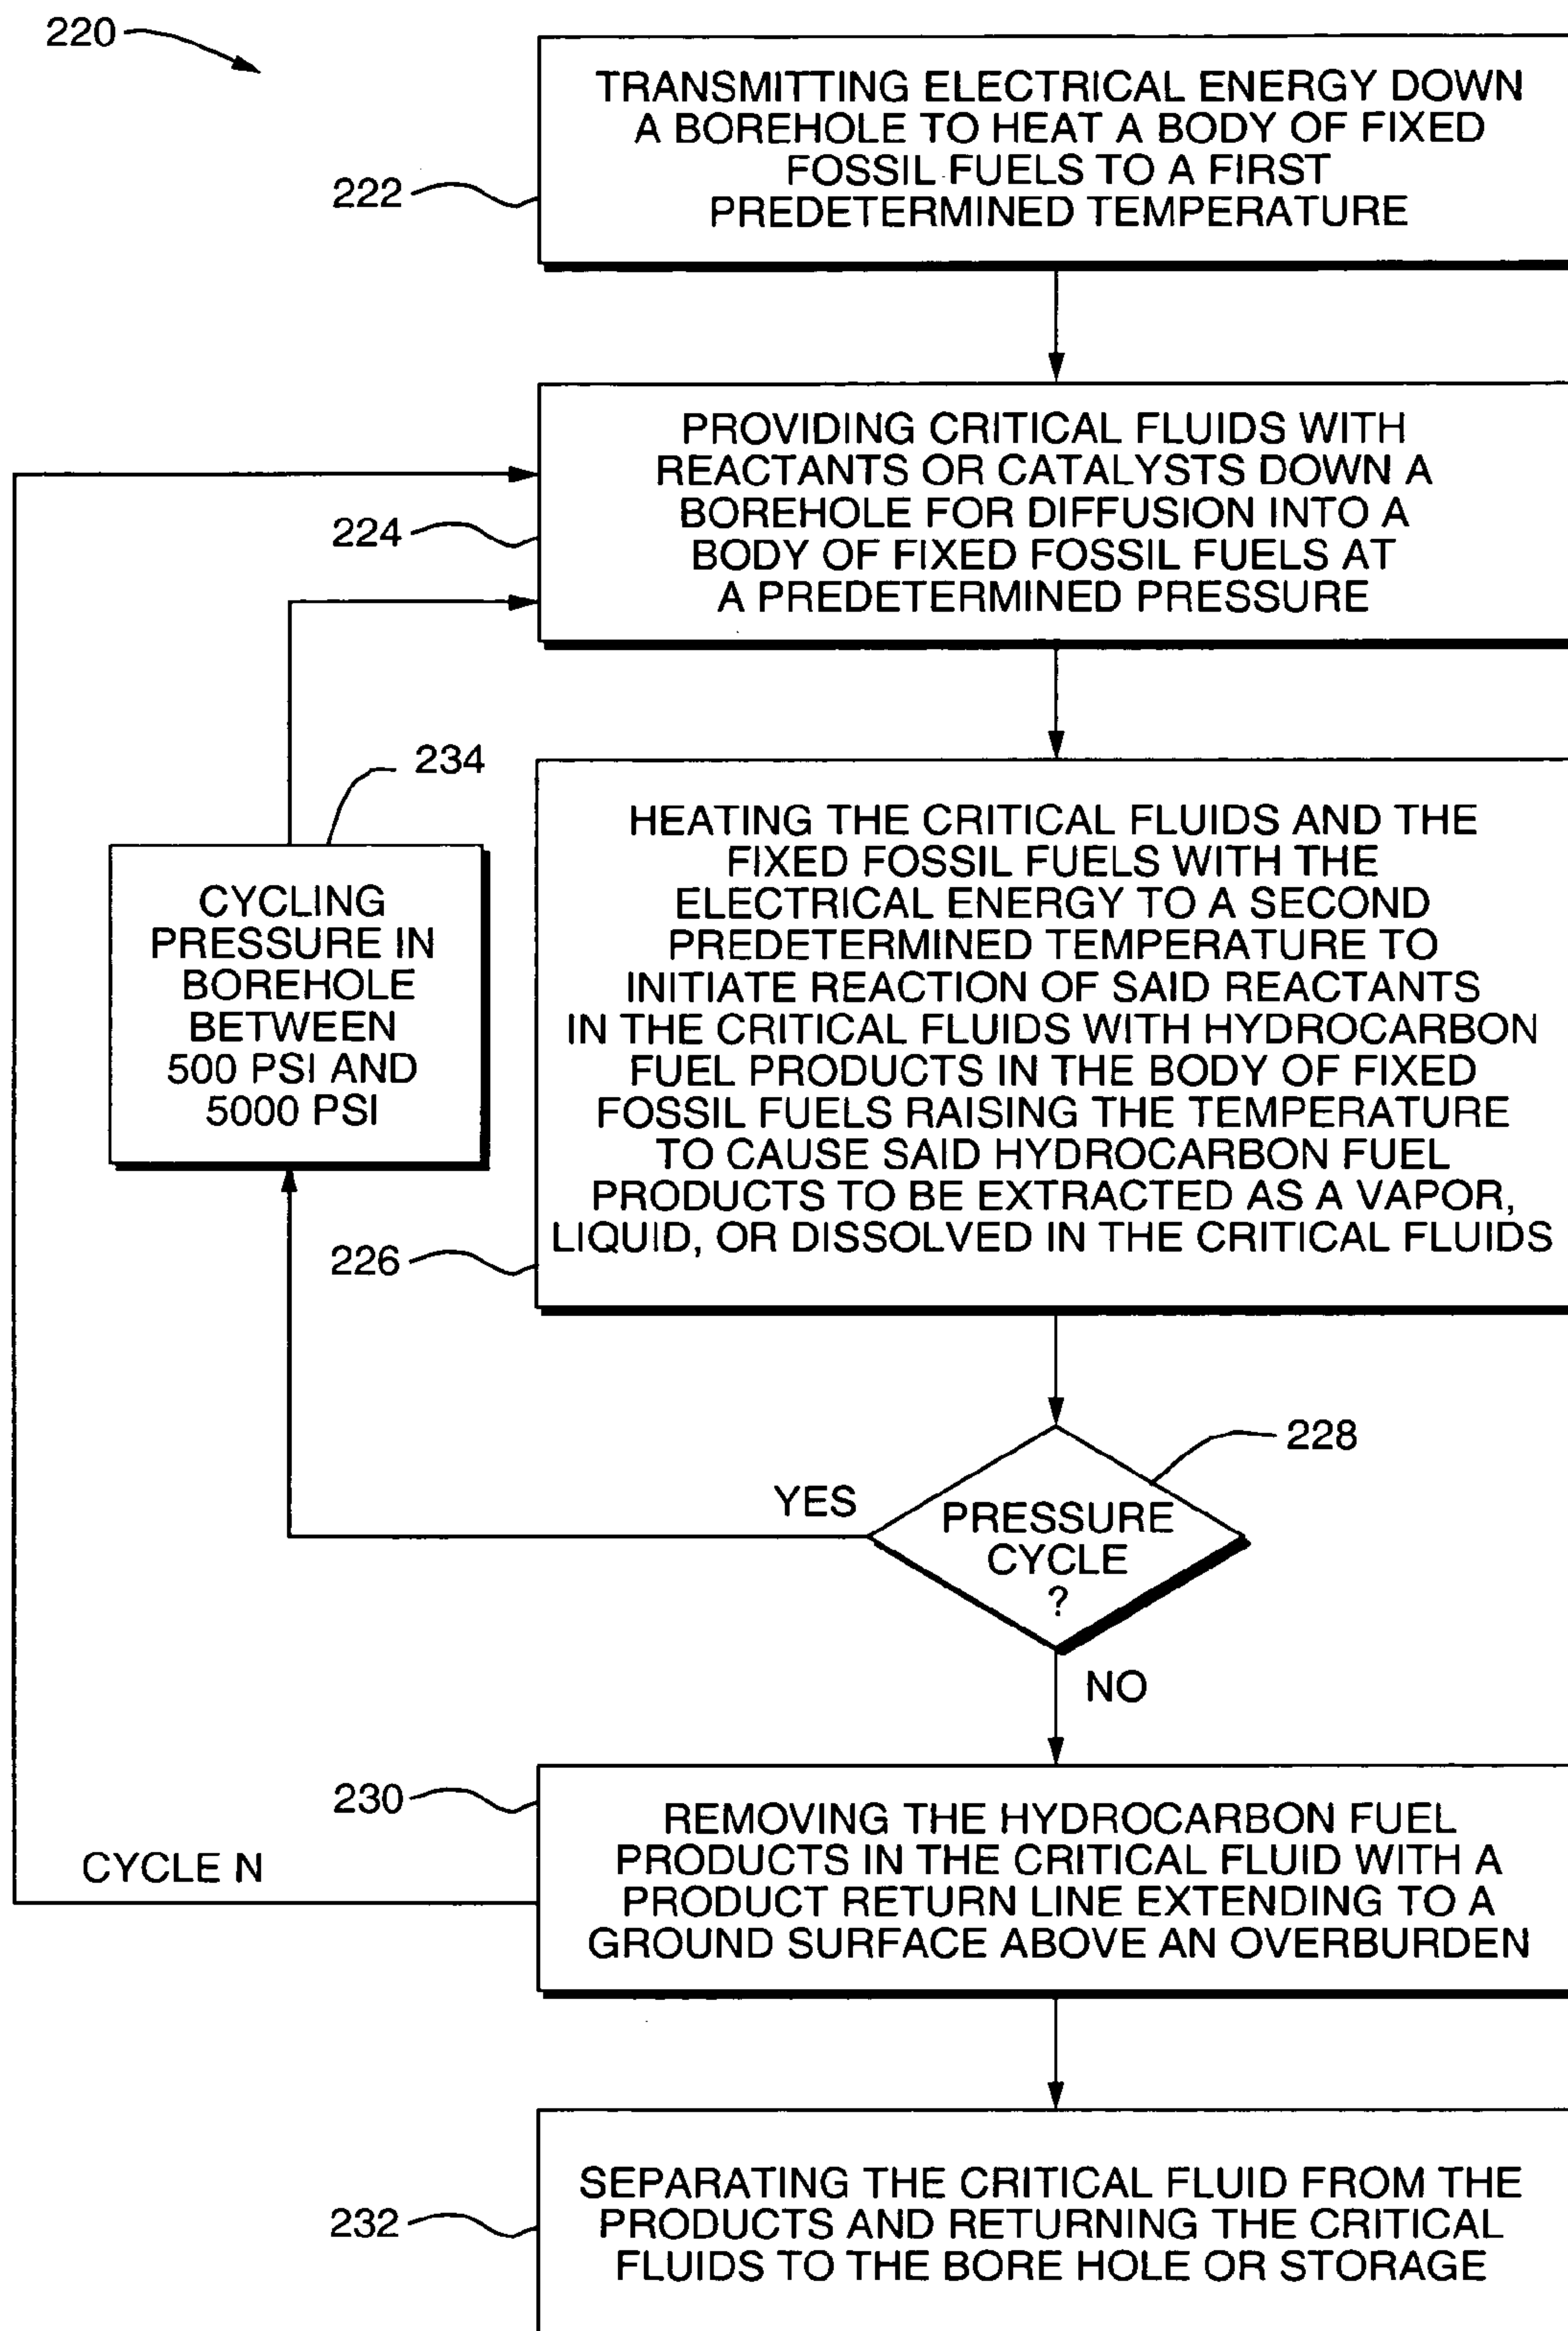 220
TRANSMITTING ELECTRICAL ENERGY DOWN
A BOREHOLE TO HEAT A BODY OF FIXED
FOSSIL FUELS TO A FIRST
PREDETERMINED TEMPERATURE
222
PROVIDING CRITICAL FLUIDS WITH
REACTANTS OR CATALYSTS DOWN A
BOREHOLE FOR DIFFUSION INTO A
BODY OF FIXED FOSSIL FUELS AT
A PREDETERMINED PRESSURE
224
234
CYCLING
PRESSURE IN
BOREHOLE
BETWEEN
500 PSI AND
5000 PSI
HEATING THE CRITICAL FLUIDS AND THE
FIXED FOSSIL FUELS WITH THE
ELECTRICAL ENERGY TO A SECOND
PREDETERMINED TEMPERATURE TO
INITIATE REACTION OF SAID REACTANTS
IN THE CRITICAL FLUIDS WITH HYDROCARBON
FUEL PRODUCTS IN THE BODY OF FIXED
FOSSIL FUELS RAISING THE TEMPERATURE
TO CAUSE SAID HYDROCARBON FUEL
PRODUCTS TO BE EXTRACTED AS A VAPOR,
LIQUID, OR DISSOLVED IN THE CRITICAL FLUIDS
226
228
YES
PRESSURE
CYCLE
?
NO
230
REMOVING THE HYDROCARBON FUEL
PRODUCTS IN THE CRITICAL FLUID WITH A
PRODUCT RETURN LINE EXTENDING TO A
GROUND SURFACE ABOVE AN OVERBURDEN
CYCLE N
SEPARATING THE CRITICAL FLUID FROM THE
PRODUCTS AND RETURNING THE CRITICAL
FLUIDS TO THE BORE HOLE OR STORAGE
232